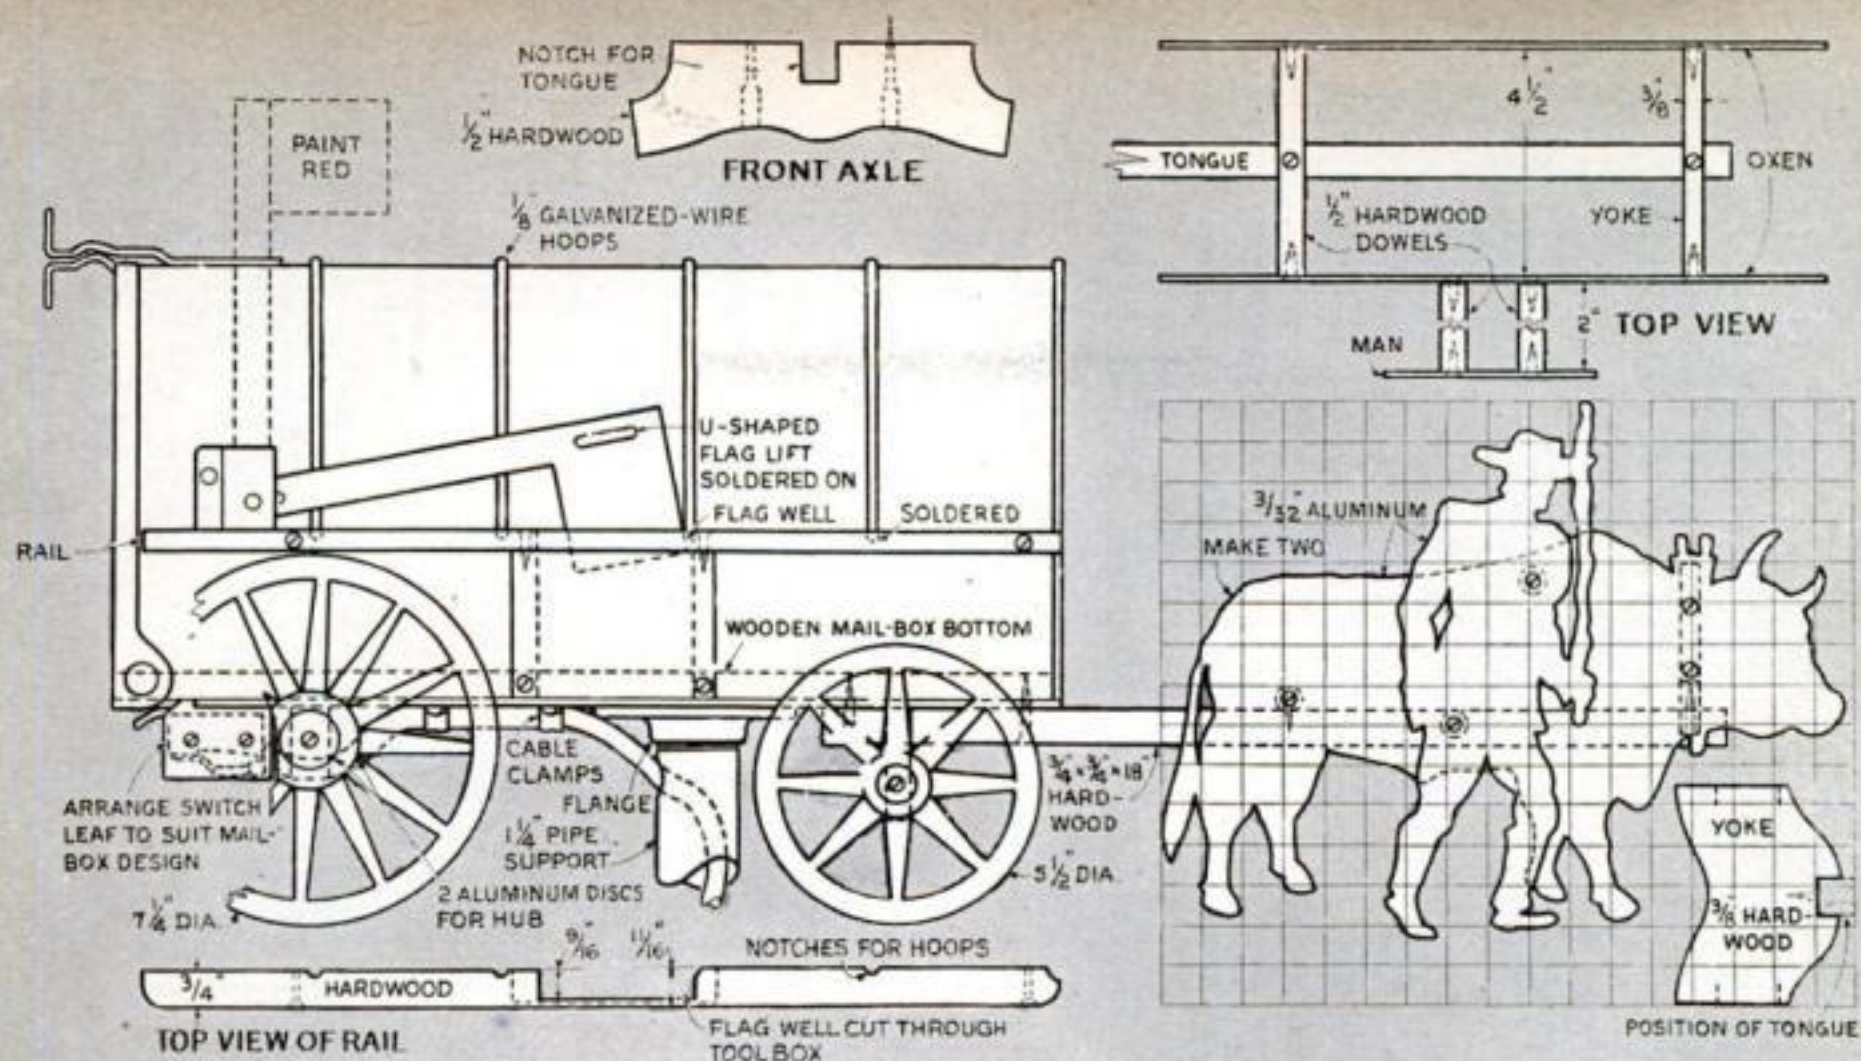 NOTCH FOR
TONGUE
1/2" HARDWOOD
FRONT AXLE
PAINT
RED
1/8" GALVANIZED-WIRE
HOOPS
4 1/2"
3/8"
TONGUE
OXEN
1/2" HARDWOOD
DOWELS
YOKE
2"
TOP VIEW
MAN
U-SHAPED
FLAG LIFT
SOLDERED ON
FLAG WELL
SOLDERED
RAIL
WOODEN MAIL-BOX BOTTOM
3/32" ALUMINUM
MAKE TWO
CABLE
CLAMPS
FLANGE
1 1/4" PIPE
SUPPORT
3/4" x 3/4" x 18"
HARD-
WOOD
5 1/2" DIA.
ARRANGE SWITCH
LEAF TO SUIT MAIL-
BOX DESIGN
7 1/4" DIA.
2 ALUMINUM DISCS
FOR HUB
YOKE
3/8" HARD-
WOOD
POSITION OF TONGUE
9/16" 11/16"
NOTCHES FOR HOOPS
3/4" HARDWOOD
TOP VIEW OF RAIL
FLAG WELL CUT THROUGH
TOOL BOX